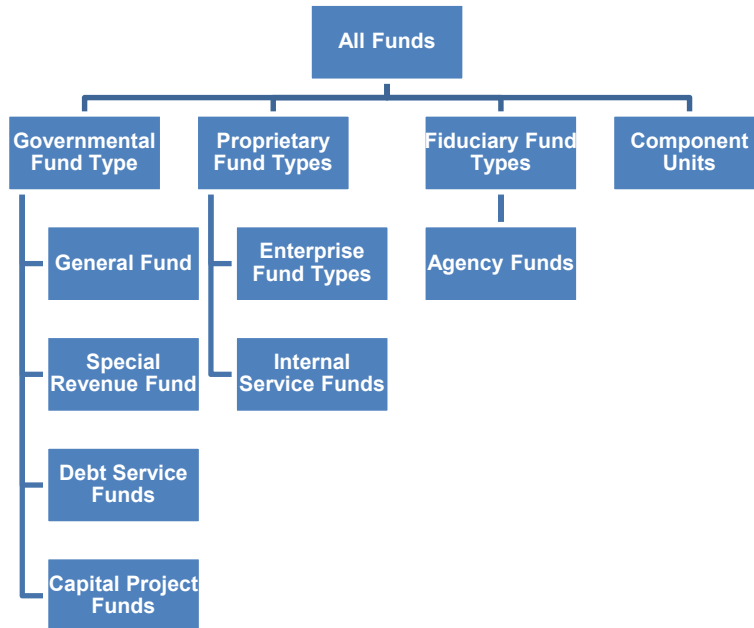 All Funds
Governmental
Fund Type
Proprietary
Fund Types
Fiduciary Fund
Types
Component
Units
General Fund
Enterprise
Fund Types
Agency Funds
Special
Revenue Fund
Internal
Service Funds
Debt Service
Funds
Capital Project
Funds